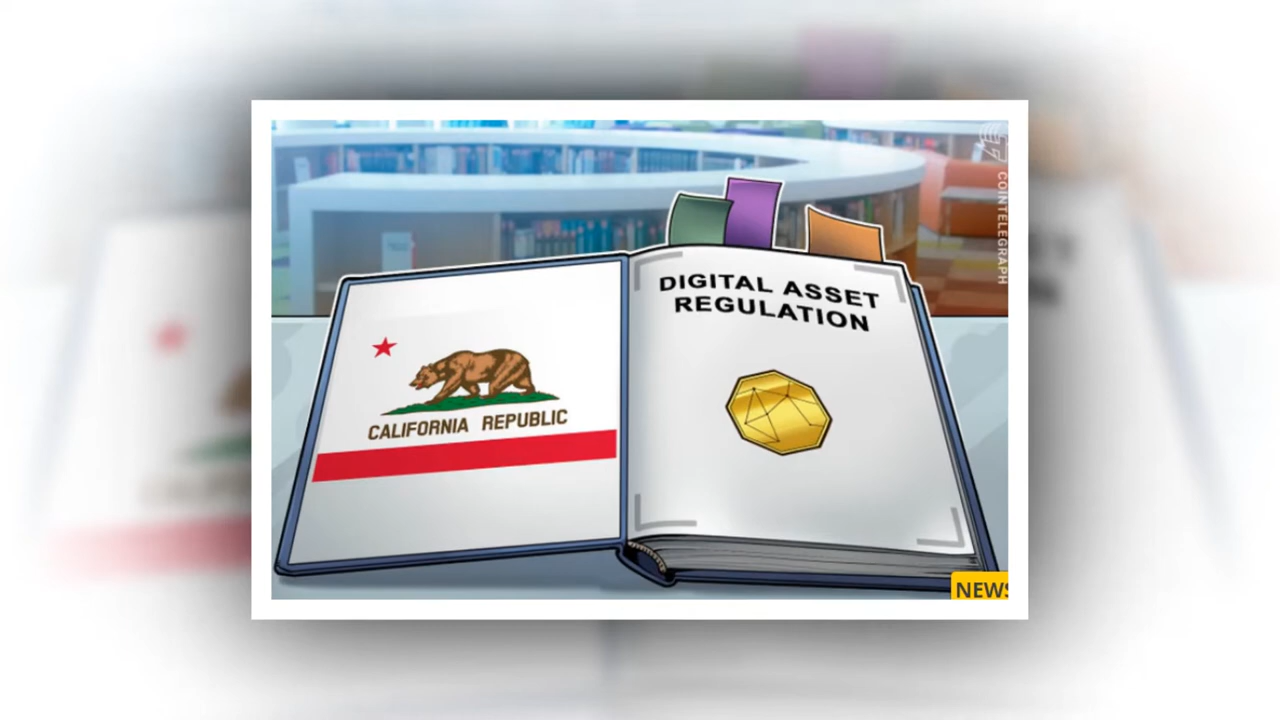 COINTELEGRAPH
DIGITAL ASSET
REGULATION
CALIFORNIA REPUBLIC
NEWS